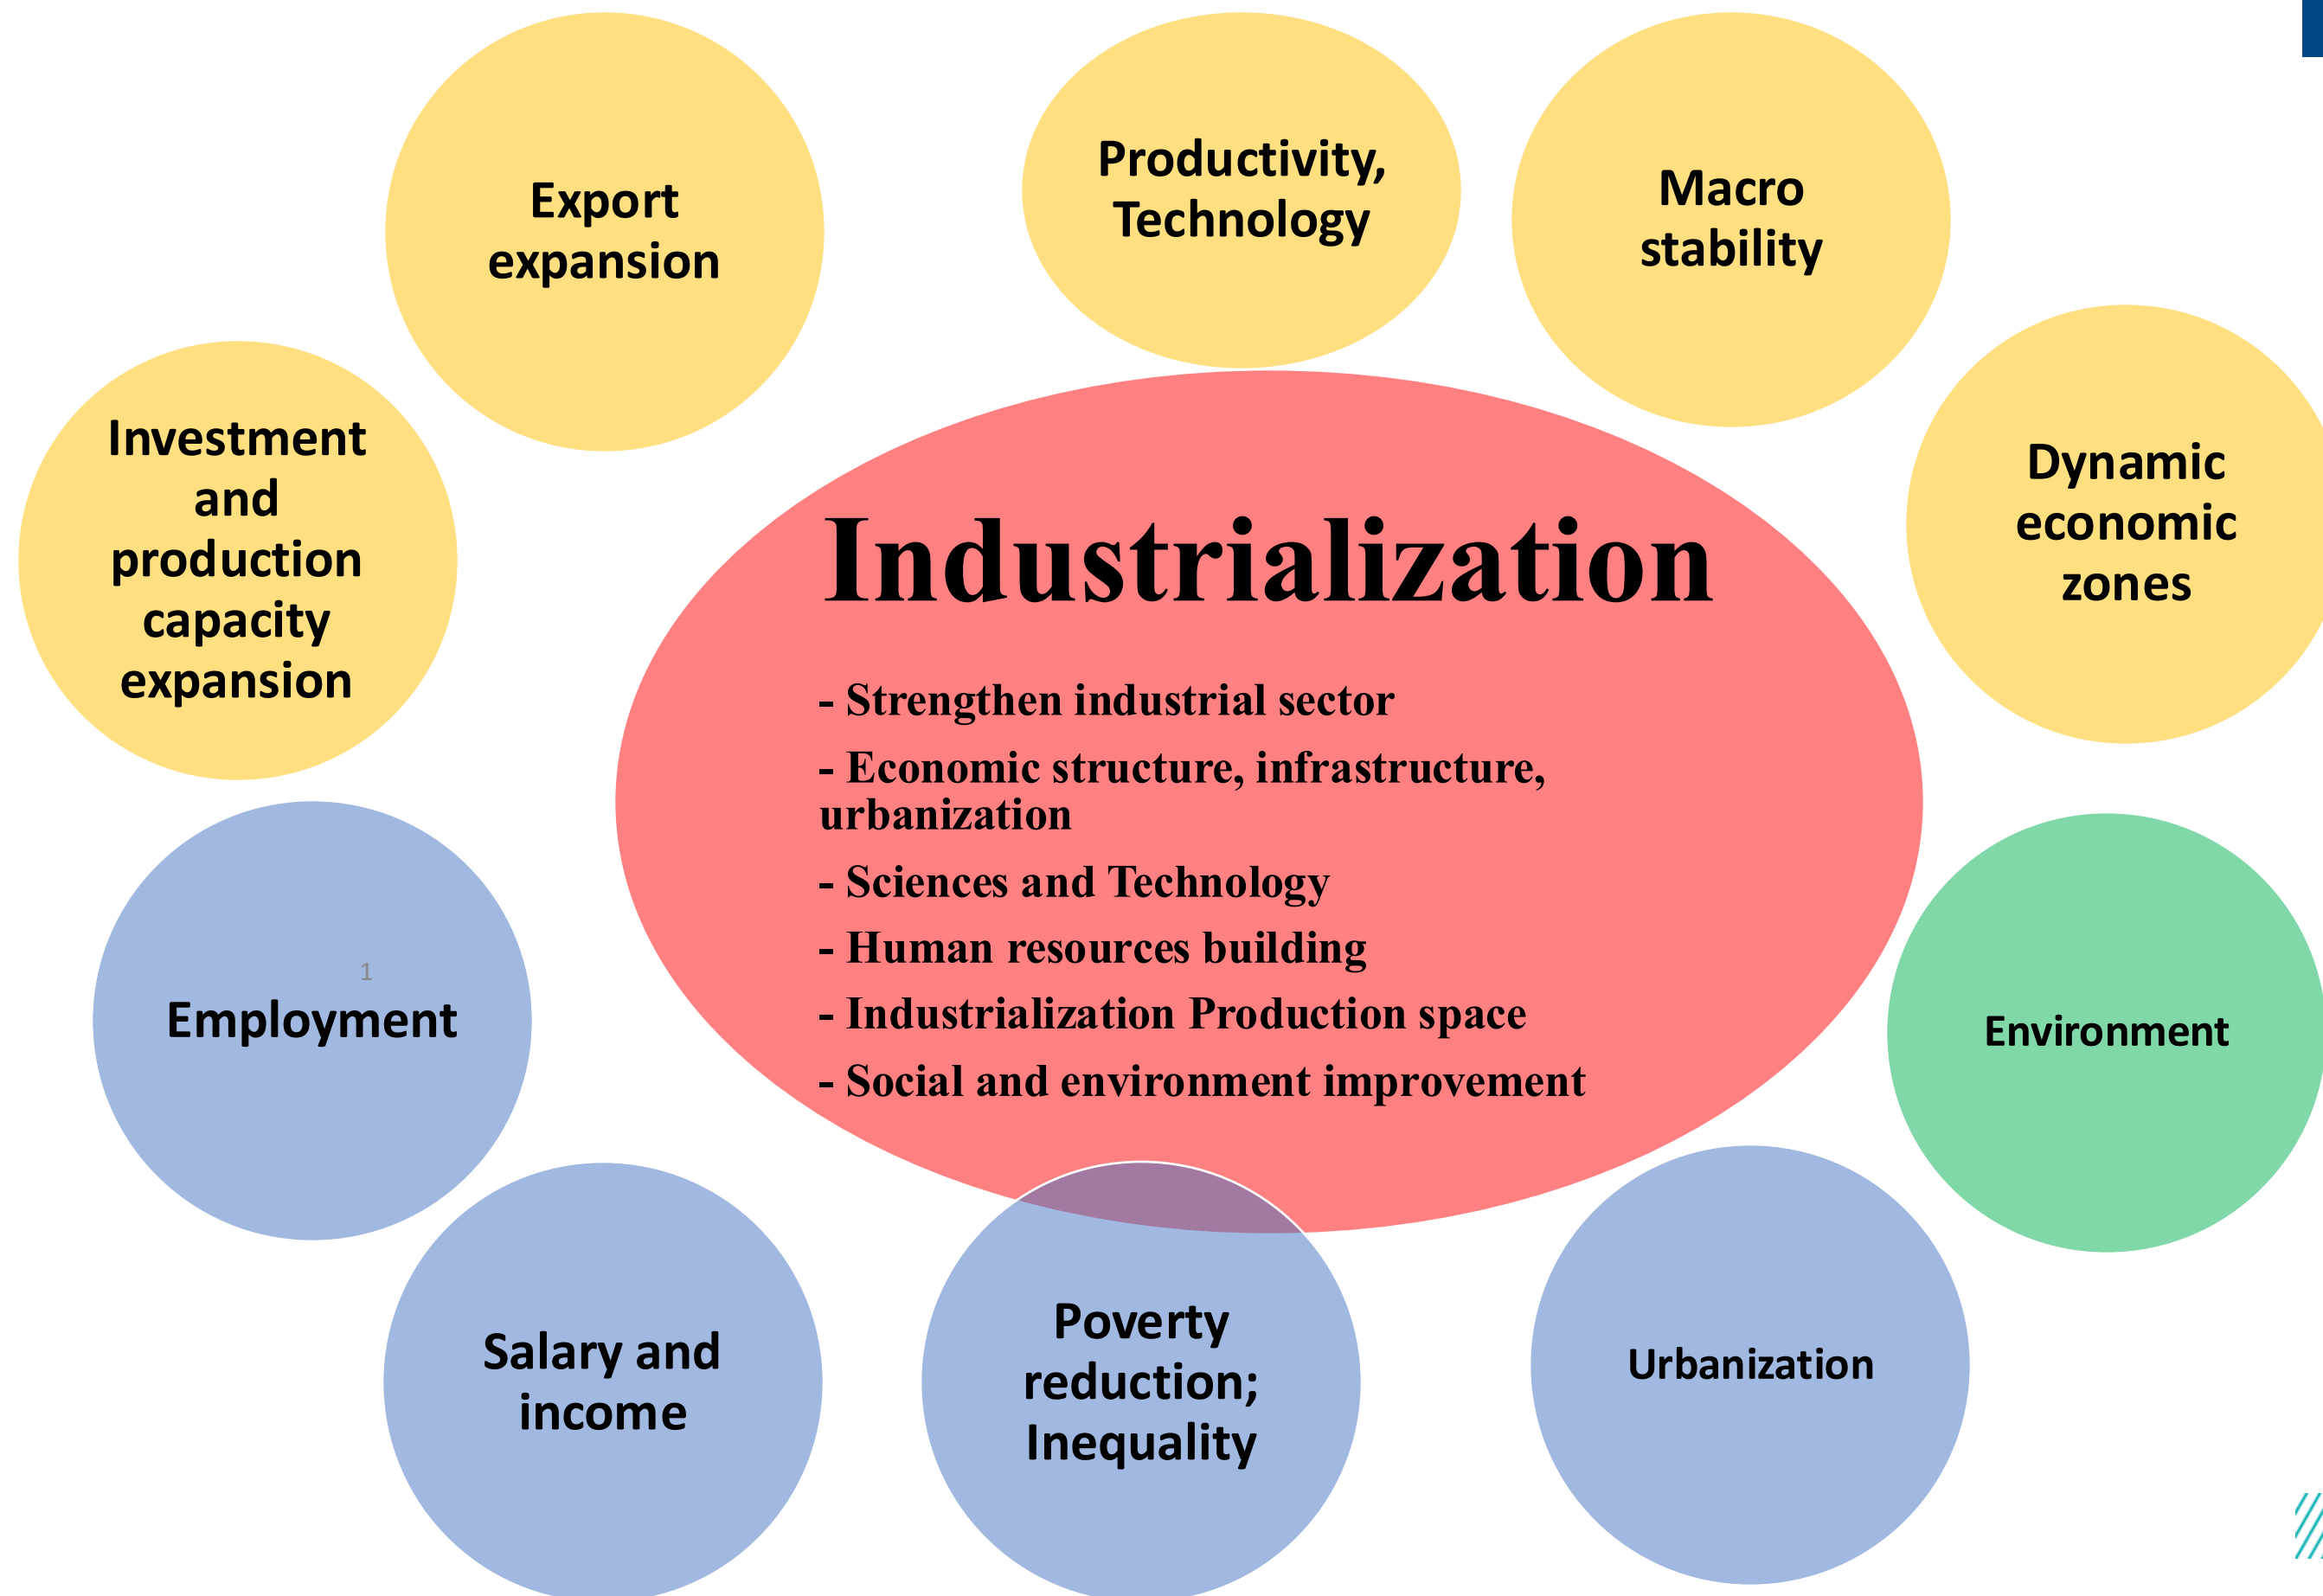 Export
expansion
Productivity,
Technology
Macro
stability
Investment
and
production
capacity
expansion
Dynamic
economic
zones
Industrialization
- Strengthen industrial sector
- Economic structure, infrastructure,
urbanization
- Sciences and Technology
- Human resources building
- Industrialization Production space
- Social and environment improvement
1
Employment
Environment
Salary and
income
Poverty
reduction;
Inequality
Urbanization